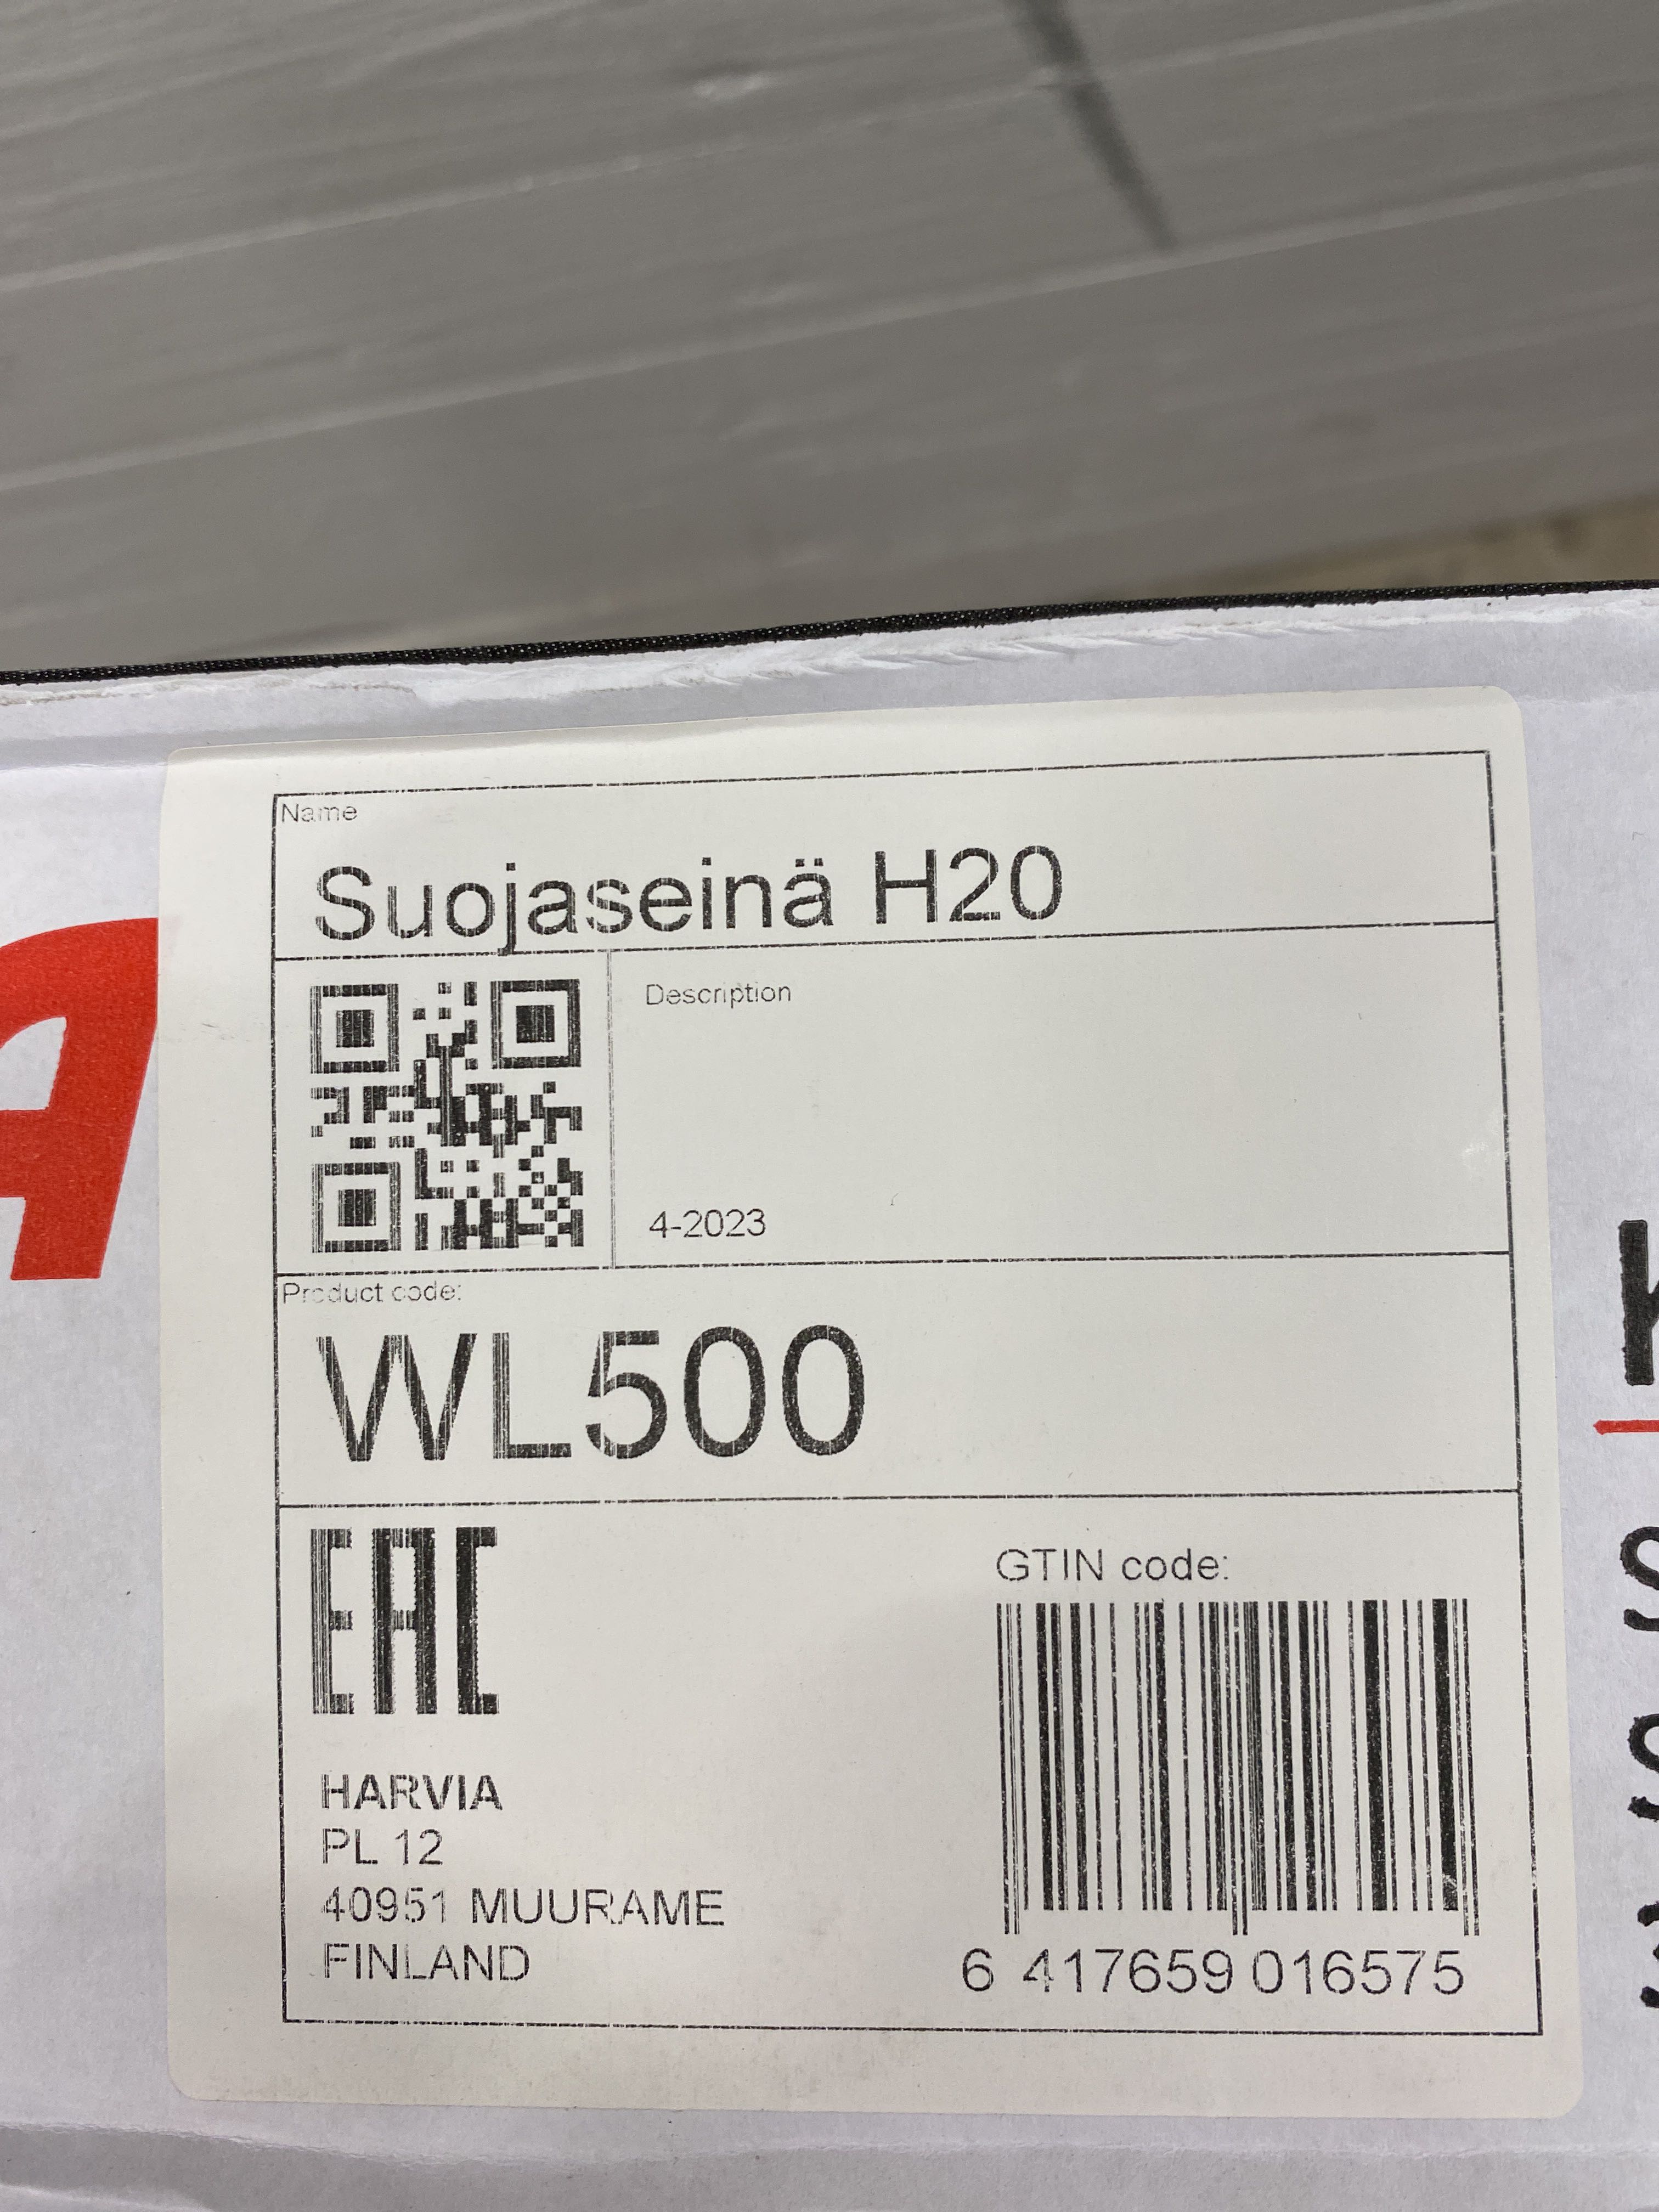 Name
Suojaseinä H20
Description
4-2023
Product code:
WL500
EAC
GTIN code:
HARVIA
PL 12
40951 MUURAME
FINLAND
6 417659 016575
A